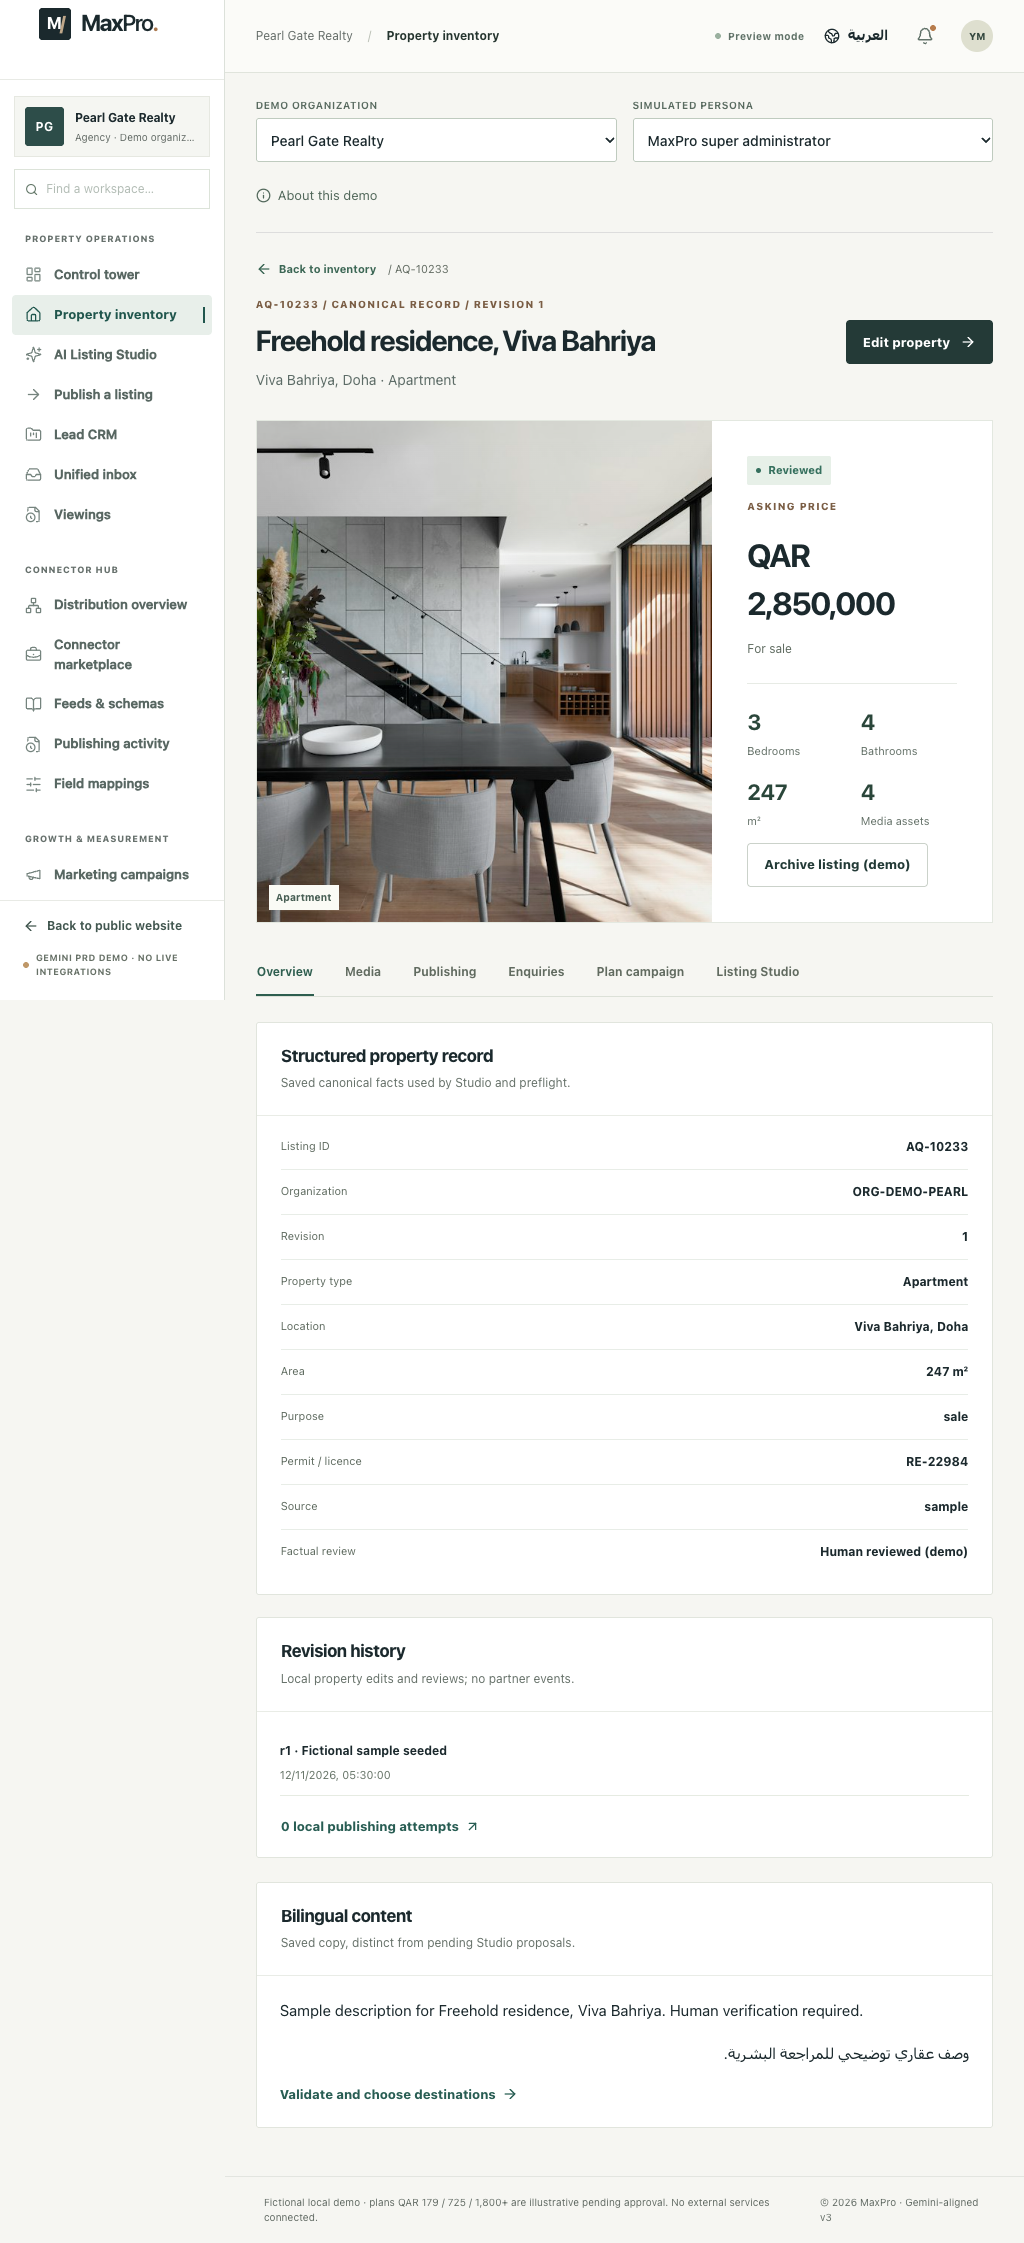 M/ MaxPro.
PG
Pearl Gate Realty
Agency · Demo organiz...
Find a workspace...
PROPERTY OPERATIONS
Control tower
Property inventory
AI Listing Studio
Publish a listing
Lead CRM
Unified inbox
Viewings
CONNECTOR HUB
Distribution overview
Connector
marketplace
Feeds & schemas
Publishing activity
Field mappings
GROWTH & MEASUREMENT
Marketing campaigns
Back to public website
GEMINI PRD DEMO · NO LIVE
INTEGRATIONS
Pearl Gate Realty / Property inventory
Preview mode
العربية
YM
DEMO ORGANIZATION
Pearl Gate Realty
SIMULATED PERSONA
MaxPro super administrator
About this demo
Back to inventory / AQ-10233
AQ-10233 / CANONICAL RECORD / REVISION 1
Freehold residence, Viva Bahriya
Viva Bahriya, Doha · Apartment
Edit property
Apartment
Reviewed
ASKING PRICE
QAR
2,850,000
For sale
3 4
Bedrooms Bathrooms
247 4
m² Media assets
Archive listing (demo)
Overview Media Publishing Enquiries Plan campaign Listing Studio
Structured property record
Saved canonical facts used by Studio and preflight.
Listing ID AQ-10233
Organization ORG-DEMO-PEARL
Revision 1
Property type Apartment
Location Viva Bahriya, Doha
Area 247 m²
Purpose sale
Permit / licence RE-22984
Source sample
Factual review Human reviewed (demo)
Revision history
Local property edits and reviews; no partner events.
r1 · Fictional sample seeded
12/11/2026, 05:30:00
0 local publishing attempts
Bilingual content
Saved copy, distinct from pending Studio proposals.
Sample description for Freehold residence, Viva Bahriya. Human verification required.
وصف عقاري توضيحي للمراجعة البشرية.
Validate and choose destinations
Fictional local demo · plans QAR 179 / 725 / 1,800+ are illustrative pending approval. No external services
connected.
© 2026 MaxPro · Gemini-aligned
v3